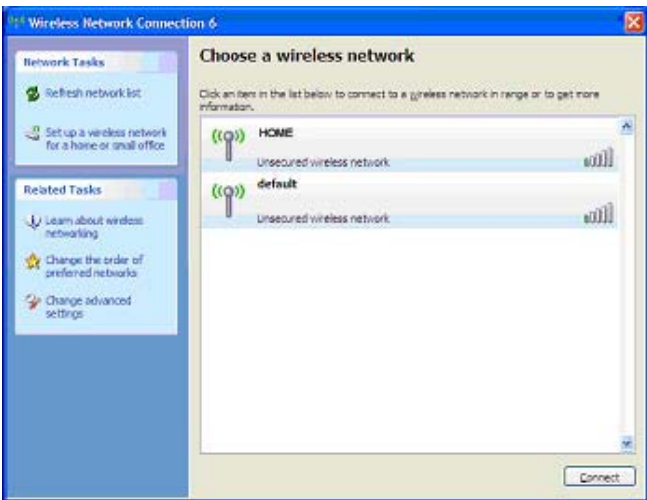 Wireless Network Connection 6
Network Tasks
Refresh network list
Set up a wireless network
for a home or small office
Related Tasks
Learn about wireless
networking
Change the order of
preferred networks
Change advanced
settings
Choose a wireless network
Click an item in the list below to connect to a wireless network in range or to get more
information.
HOME
Unsecured wireless network
default
Unsecured wireless network
Connect